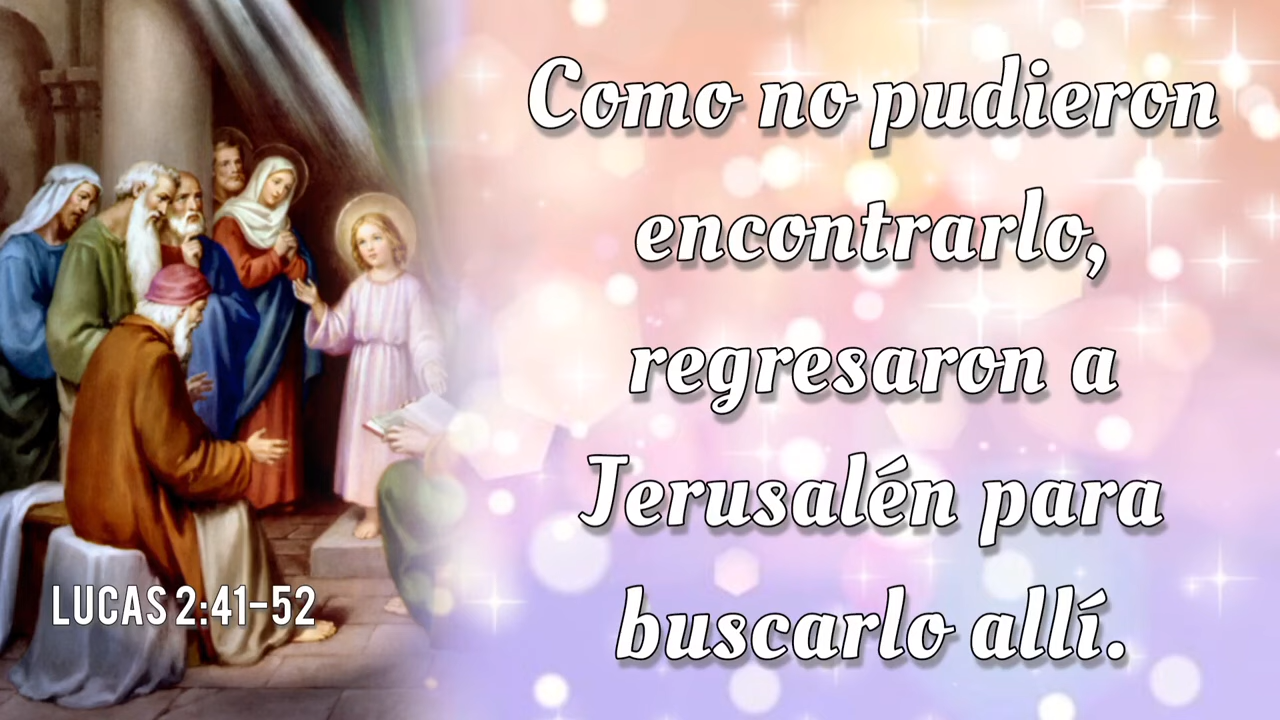 Como no pudieron
encontrarlo,
regresaron a
Jerusalén para
buscarlo allí.
LUCAS 2:41-52